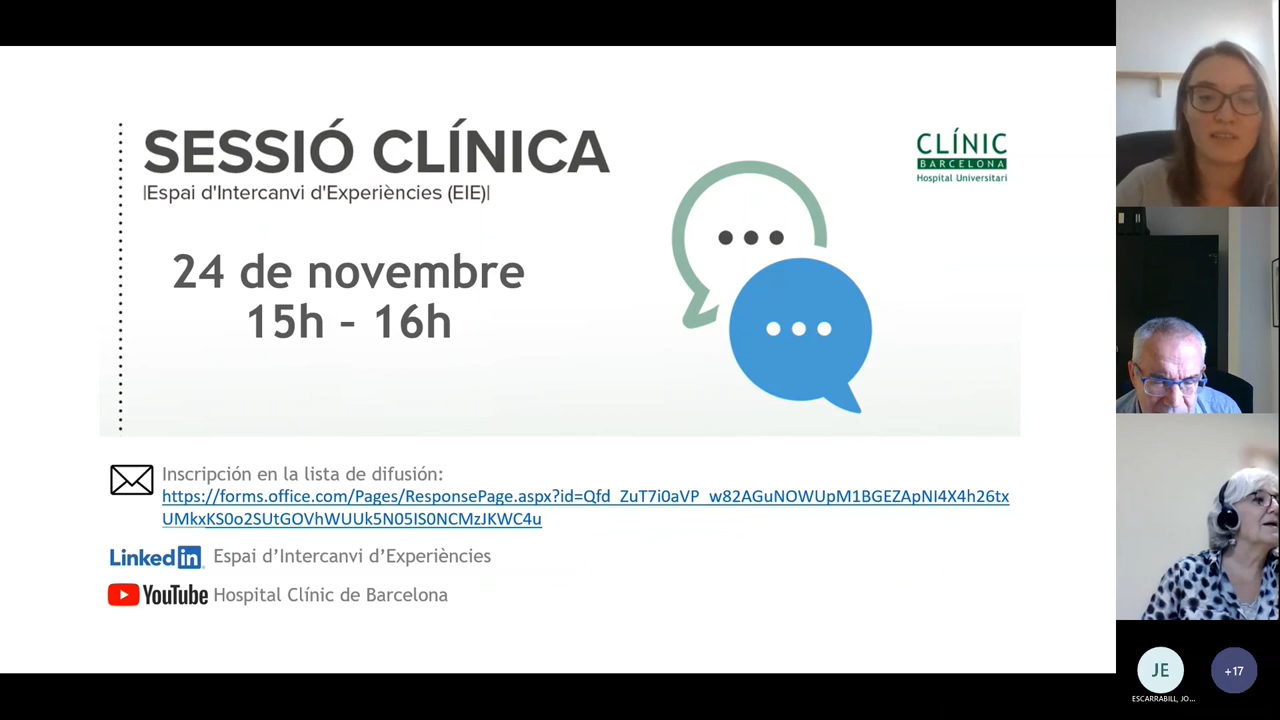 SESSIÓ CLÍNICA
|Espai d'Intercanvi d'Experiències (EIE)|
24 de novembre
15h - 16h
CLÍNIC
BARCELONA
Hospital Universitari
Inscripción en la lista de difusión:
https://forms.office.com/Pages/ResponsePage.aspx?id=Qfd_ZuT7i0aVP_w82AGuNOWUpM1BGEZApNI4X4h26tx
UMkxKS0o2SUtGOVhWUUk5N05IS0NCMzJKWC4u
Linkedin Espai d’Intercanvi d’Experiències
YouTube Hospital Clínic de Barcelona
JE
+17
ESCARRABILL, JO...